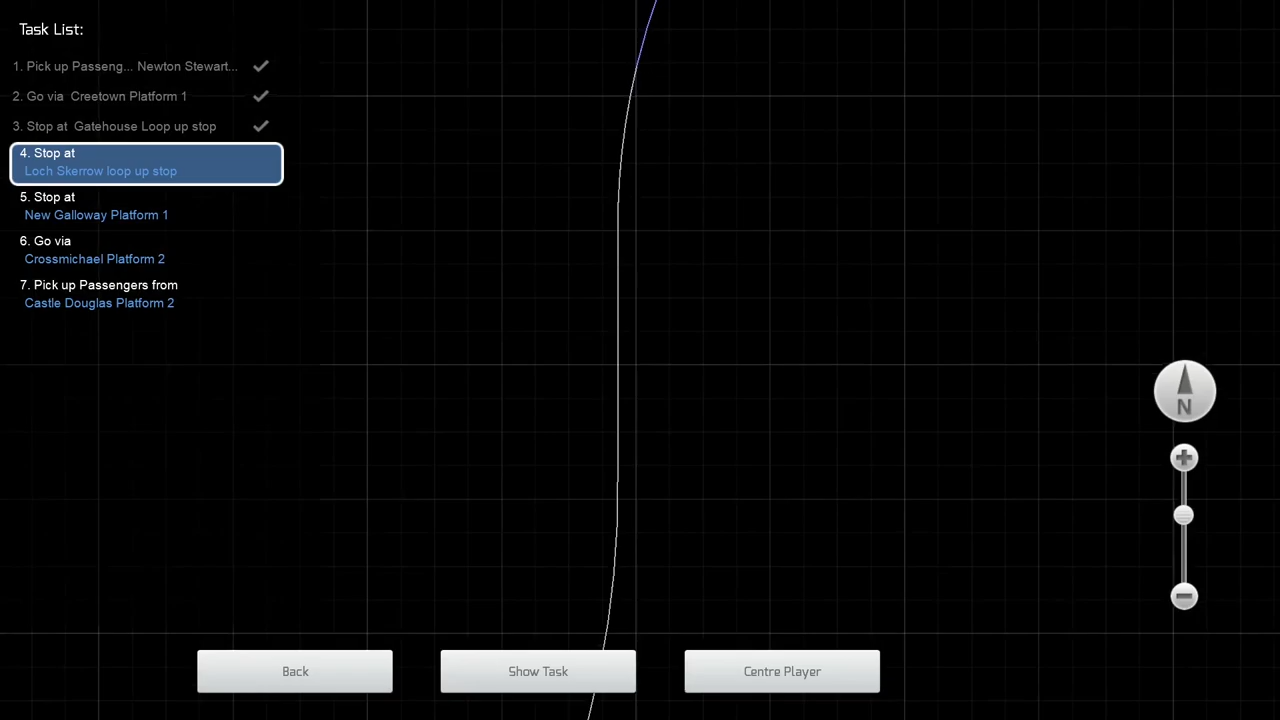 Task List:
1. Pick up Passeng... Newton Stewart...
2. Go via  Creetown Platform 1
3. Stop at  Gatehouse Loop up stop
4. Stop at
Loch Skerrow loop up stop
5. Stop at
New Galloway Platform 1
6. Go via
Crossmichael Platform 2
7. Pick up Passengers from
Castle Douglas Platform 2
N
Back
Show Task
Centre Player